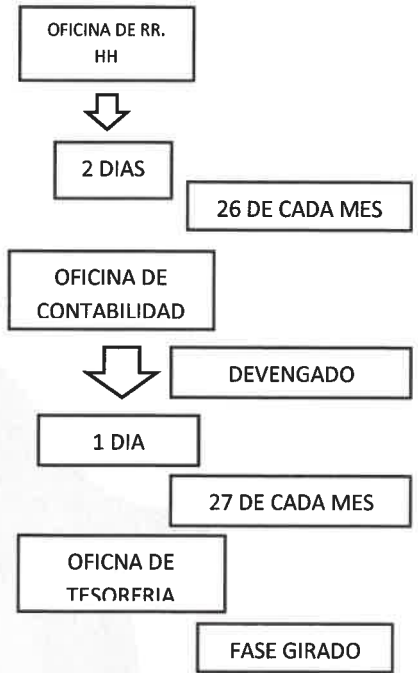 OFICINA DE RR.
HH
2 DIAS
26 DE CADA MES
OFICINA DE
CONTABILIDAD
DEVENGADO
1 DIA
27 DE CADA MES
OFICNA DE
TESORERIA
FASE GIRADO